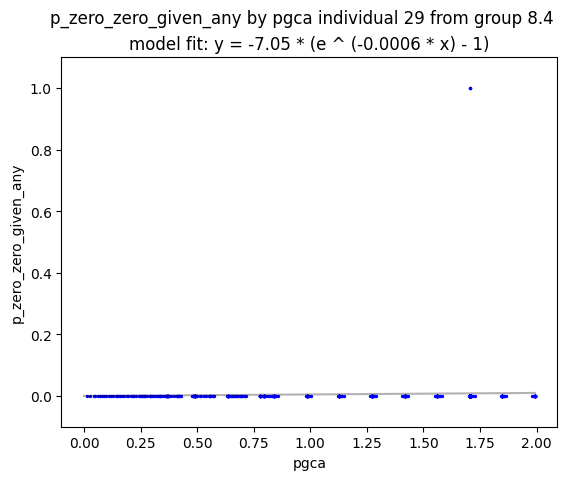 p_zero_zero_given_any by pgca individual 29 from group 8.4
model fit: y = -7.05 * (e ^ (-0.0006 * x) - 1)
1.0
0.8
0.6
0.4
0.2
0.0
p_zero_zero_given_any
0.00 0.25 0.50 0.75 1.00 1.25 1.50 1.75 2.00
pgca